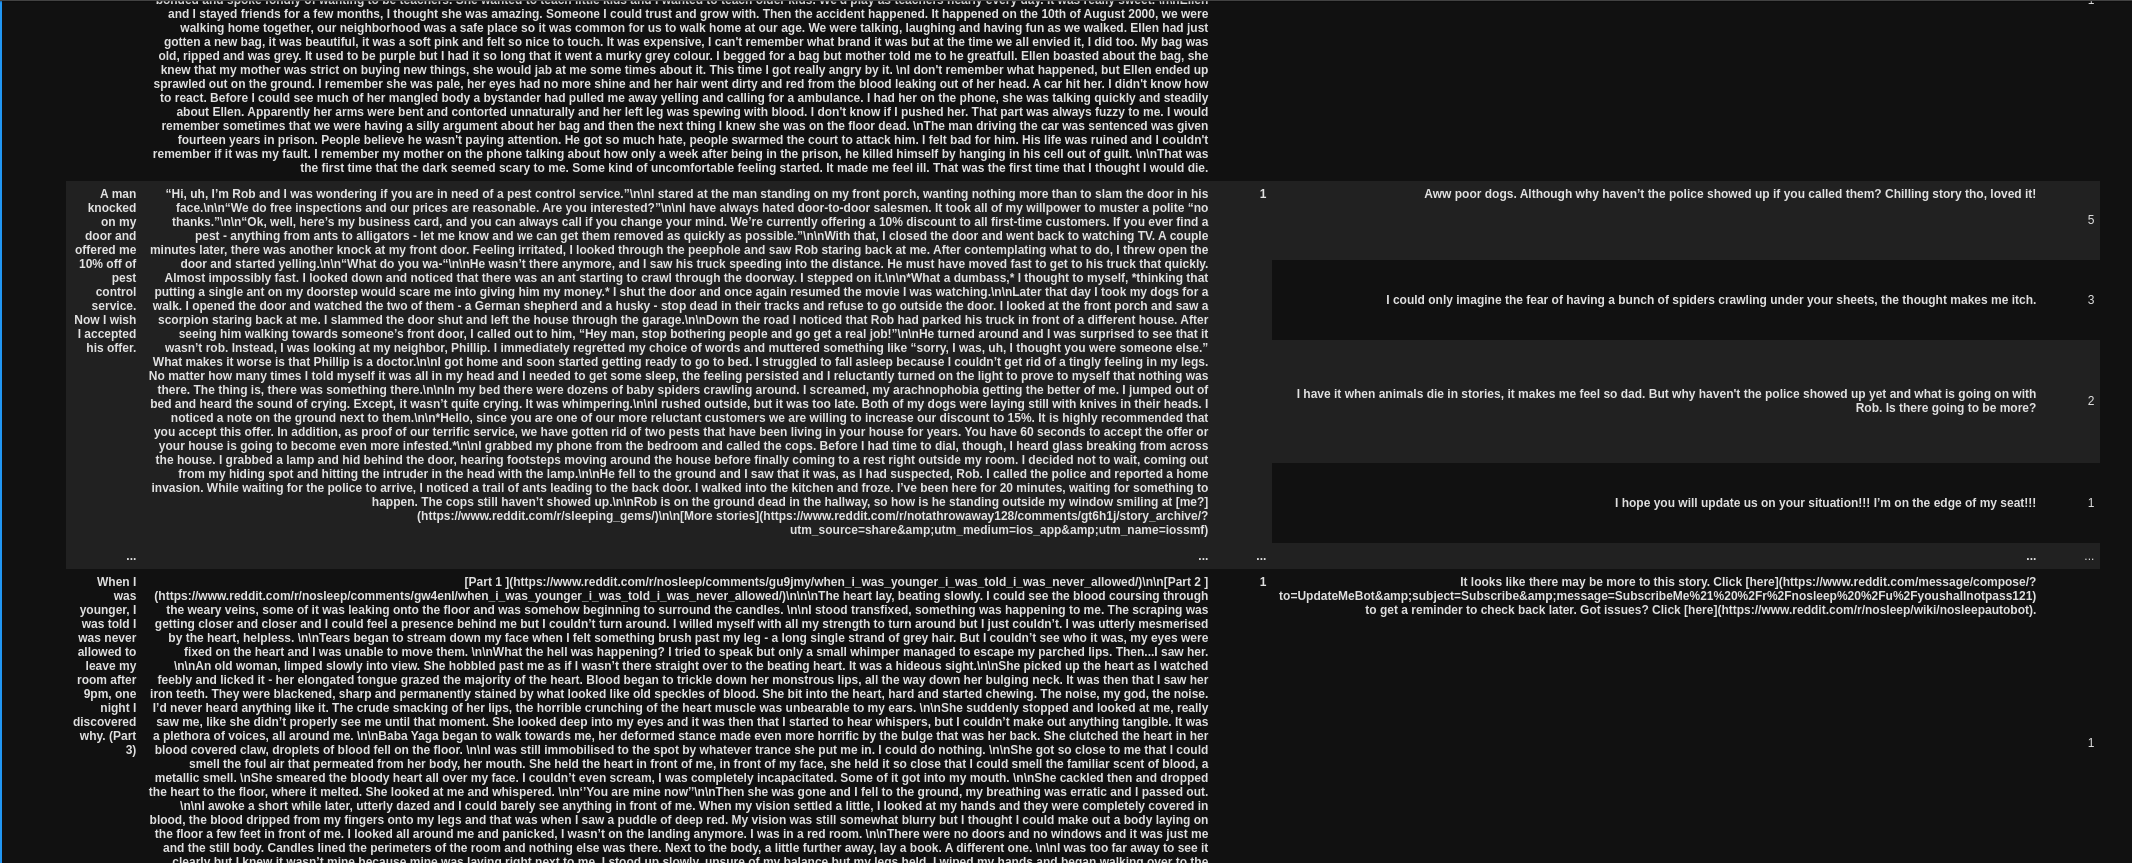 bonded and spoke fondly of wanting to be teachers. She wanted to teach little kids and I wanted to teach older kids. We'd play as teachers nearly every day. It was really sweet. \n\nEllen
1
and I stayed friends for a few months, I thought she was amazing. Someone I could trust and grow with. Then the accident happened. It happened on the 10th of August 2000, we were
walking home together, our neighborhood was a safe place so it was common for us to walk home at our age. We were talking, laughing and having fun as we walked. Ellen had just
gotten a new bag, it was beautiful, it was a soft pink and felt so nice to touch. It was expensive, I can't remember what brand it was but at the time we all envied it, I did too. My bag was
old, ripped and was grey. It used to be purple but I had it so long that it went a murky grey colour. I begged for a bag but mother told me to he greatfull. Ellen boasted about the bag, she
knew that my mother was strict on buying new things, she would jab at me some times about it. This time I got really angry by it. \nI don't remember what happened, but Ellen ended up
sprawled out on the ground. I remember she was pale, her eyes had no more shine and her hair went dirty and red from the blood leaking out of her head. A car hit her. I didn't know how
to react. Before I could see much of her mangled body a bystander had pulled me away yelling and calling for a ambulance. I had her on the phone, she was talking quickly and steadily
about Ellen. Apparently her arms were bent and contorted unnaturally and her left leg was spewing with blood. I don't know if I pushed her. That part was always fuzzy to me. I would
remember sometimes that we were having a silly argument about her bag and then the next thing I knew she was on the floor dead. \nThe man driving the car was sentenced was given
fourteen years in prison. People believe he wasn't paying attention. He got so much hate, people swarmed the court to attack him. I felt bad for him. His life was ruined and I couldn't
remember if it was my fault. I remember my mother on the phone talking about how only a week after being in the prison, he killed himself by hanging in his cell out of guilt. \n\nThat was
the first time that the dark seemed scary to me. Some kind of uncomfortable feeling started. It made me feel ill. That was the first time that I thought I would die.
A man
knocked
on my
door and
offered me
10% off of
pest
control
service.
Now I wish
I accepted
his offer.
“Hi, uh, I’m Rob and I was wondering if you are in need of a pest control service.”\n\nI stared at the man standing on my front porch, wanting nothing more than to slam the door in his
face.\n\n“We do free inspections and our prices are reasonable. Are you interested?”\n\nI have always hated door-to-door salesmen. It took all of my willpower to muster a polite “no
thanks.”\n\n“Ok, well, here’s my business card, and you can always call if you change your mind. We’re currently offering a 10% discount to all first-time customers. If you ever find a
pest - anything from ants to alligators - let me know and we can get them removed as quickly as possible.”\n\nWith that, I closed the door and went back to watching TV. A couple
minutes later, there was another knock at my front door. Feeling irritated, I looked through the peephole and saw Rob staring back at me. After contemplating what to do, I threw open the
door and started yelling.\n\n“What do you wa-“\n\nHe wasn’t there anymore, and I saw his truck speeding into the distance. He must have moved fast to get to his truck that quickly.
Almost impossibly fast. I looked down and noticed that there was an ant starting to crawl through the doorway. I stepped on it.\n\n*What a dumbass,* I thought to myself, *thinking that
putting a single ant on my doorstep would scare me into giving him my money.* I shut the door and once again resumed the movie I was watching.\n\nLater that day I took my dogs for a
walk. I opened the door and watched the two of them - a German shepherd and a husky - stop dead in their tracks and refuse to go outside the door. I looked at the front porch and saw a
scorpion staring back at me. I slammed the door shut and left the house through the garage.\n\nDown the road I noticed that Rob had parked his truck in front of a different house. After
seeing him walking towards someone’s front door, I called out to him, “Hey man, stop bothering people and go get a real job!”\n\nHe turned around and I was surprised to see that it
wasn’t rob. Instead, I was looking at my neighbor, Phillip. I immediately regretted my choice of words and muttered something like “sorry, I was, uh, I thought you were someone else.”
What makes it worse is that Phillip is a doctor.\n\nI got home and soon started getting ready to go to bed. I struggled to fall asleep because I couldn’t get rid of a tingly feeling in my legs.
No matter how many times I told myself it was all in my head and I needed to get some sleep, the feeling persisted and I reluctantly turned on the light to prove to myself that nothing was
there. The thing is, there was something there.\n\nIn my bed there were dozens of baby spiders crawling around. I screamed, my arachnophobia getting the better of me. I jumped out of
bed and heard the sound of crying. Except, it wasn’t quite crying. It was whimpering.\n\nI rushed outside, but it was too late. Both of my dogs were laying still with knives in their heads. I
noticed a note on the ground next to them.\n\n*Hello, since you are one of our more reluctant customers we are willing to increase our discount to 15%. It is highly recommended that
you accept this offer. In addition, as proof of our terrific service, we have gotten rid of two pests that have been living in your house for years. You have 60 seconds to accept the offer or
your house is going to become even more infested.*\n\nI grabbed my phone from the bedroom and called the cops. Before I had time to dial, though, I heard glass breaking from across
the house. I grabbed a lamp and hid behind the door, hearing footsteps moving around the house before finally coming to a rest right outside my room. I decided not to wait, coming out
from my hiding spot and hitting the intruder in the head with the lamp.\n\nHe fell to the ground and I saw that it was, as I had suspected, Rob. I called the police and reported a home
invasion. While waiting for the police to arrive, I noticed a trail of ants leading to the back door. I walked into the kitchen and froze. I’ve been here for 20 minutes, waiting for something to
happen. The cops still haven’t showed up.\n\nRob is on the ground dead in the hallway, so how is he standing outside my window smiling at [me?]
(https://www.reddit.com/r/sleeping_gems/)\n\n[More stories](https://www.reddit.com/r/notathrowaway128/comments/gt6h1j/story_archive/?
utm_source=share&amp;utm_medium=ios_app&amp;utm_name=iossmf)
1
Aww poor dogs. Although why haven’t the police showed up if you called them? Chilling story tho, loved it!
5
I could only imagine the fear of having a bunch of spiders crawling under your sheets, the thought makes me itch.
3
I have it when animals die in stories, it makes me feel so dad. But why haven't the police showed up yet and what is going on with
Rob. Is there going to be more?
2
I hope you will update us on your situation!!! I’m on the edge of my seat!!!
1
... ... ... ... ...
When I
was
younger, I
was told I
was never
allowed to
leave my
room after
9pm, one
night I
discovered
why. (Part
3)
[Part 1 ](https://www.reddit.com/r/nosleep/comments/gu9jmy/when_i_was_younger_i_was_told_i_was_never_allowed/)\n\n[Part 2 ]
(https://www.reddit.com/r/nosleep/comments/gw4enl/when_i_was_younger_i_was_told_i_was_never_allowed/)\n\n\nThe heart lay, beating slowly. I could see the blood coursing through
the weary veins, some of it was leaking onto the floor and was somehow beginning to surround the candles. \n\nI stood transfixed, something was happening to me. The scraping was
getting closer and closer and I could feel a presence behind me but I couldn’t turn around. I willed myself with all my strength to turn around but I just couldn’t. I was utterly mesmerised
by the heart, helpless. \n\nTears began to stream down my face when I felt something brush past my leg - a long single strand of grey hair. But I couldn’t see who it was, my eyes were
fixed on the heart and I was unable to move them. \n\nWhat the hell was happening? I tried to speak but only a small whimper managed to escape my parched lips. Then...I saw her.
\n\nAn old woman, limped slowly into view. She hobbled past me as if I wasn’t there straight over to the beating heart. It was a hideous sight.\n\nShe picked up the heart as I watched
feebly and licked it - her elongated tongue grazed the majority of the heart. Blood began to trickle down her monstrous lips, all the way down her bulging neck. It was then that I saw her
iron teeth. They were blackened, sharp and permanently stained by what looked like old speckles of blood. She bit into the heart, hard and started chewing. The noise, my god, the noise.
I’d never heard anything like it. The crude smacking of her lips, the horrible crunching of the heart muscle was unbearable to my ears. \n\nShe suddenly stopped and looked at me, really
saw me, like she didn’t properly see me until that moment. She looked deep into my eyes and it was then that I started to hear whispers, but I couldn’t make out anything tangible. It was
a plethora of voices, all around me. \n\nBaba Yaga began to walk towards me, her deformed stance made even more horrific by the bulge that was her back. She clutched the heart in her
blood covered claw, droplets of blood fell on the floor. \n\nI was still immobilised to the spot by whatever trance she put me in. I could do nothing. \n\nShe got so close to me that I could
smell the foul air that permeated from her body, her mouth. She held the heart in front of me, in front of my face, she held it so close that I could smell the familiar scent of blood, a
metallic smell. \nShe smeared the bloody heart all over my face. I couldn’t even scream, I was completely incapacitated. Some of it got into my mouth. \n\nShe cackled then and dropped
the heart to the floor, where it melted. She looked at me and whispered. \n\n‘’You are mine now’’\n\nThen she was gone and I fell to the ground, my breathing was erratic and I passed out.
\n\nI awoke a short while later, utterly dazed and I could barely see anything in front of me. When my vision settled a little, I looked at my hands and they were completely covered in
blood, the blood dripped from my fingers onto my legs and that was when I saw a puddle of deep red. My vision was still somewhat blurry but I thought I could make out a body laying on
the floor a few feet in front of me. I looked all around me and panicked, I wasn’t on the landing anymore. I was in a red room. \n\nThere were no doors and no windows and it was just me
and the still body. Candles lined the perimeters of the room and nothing else was there. Next to the body, a little further away, lay a book. A different one. \n\nI was too far away to see it
clearly but I knew it wasn’t mine because mine was laying right next to me. I stood up slowly, unsure of my balance but my legs held. I wiped my hands and began walking over to the
1
It looks like there may be more to this story. Click [here](https://www.reddit.com/message/compose/?
to=UpdateMeBot&amp;subject=Subscribe&amp;message=SubscribeMe%21%20%2Fr%2Fnosleep%20%2Fu%2Fyoushallnotpass121)
to get a reminder to check back later. Got issues? Click [here](https://www.reddit.com/r/nosleep/wiki/nosleepautobot).
1